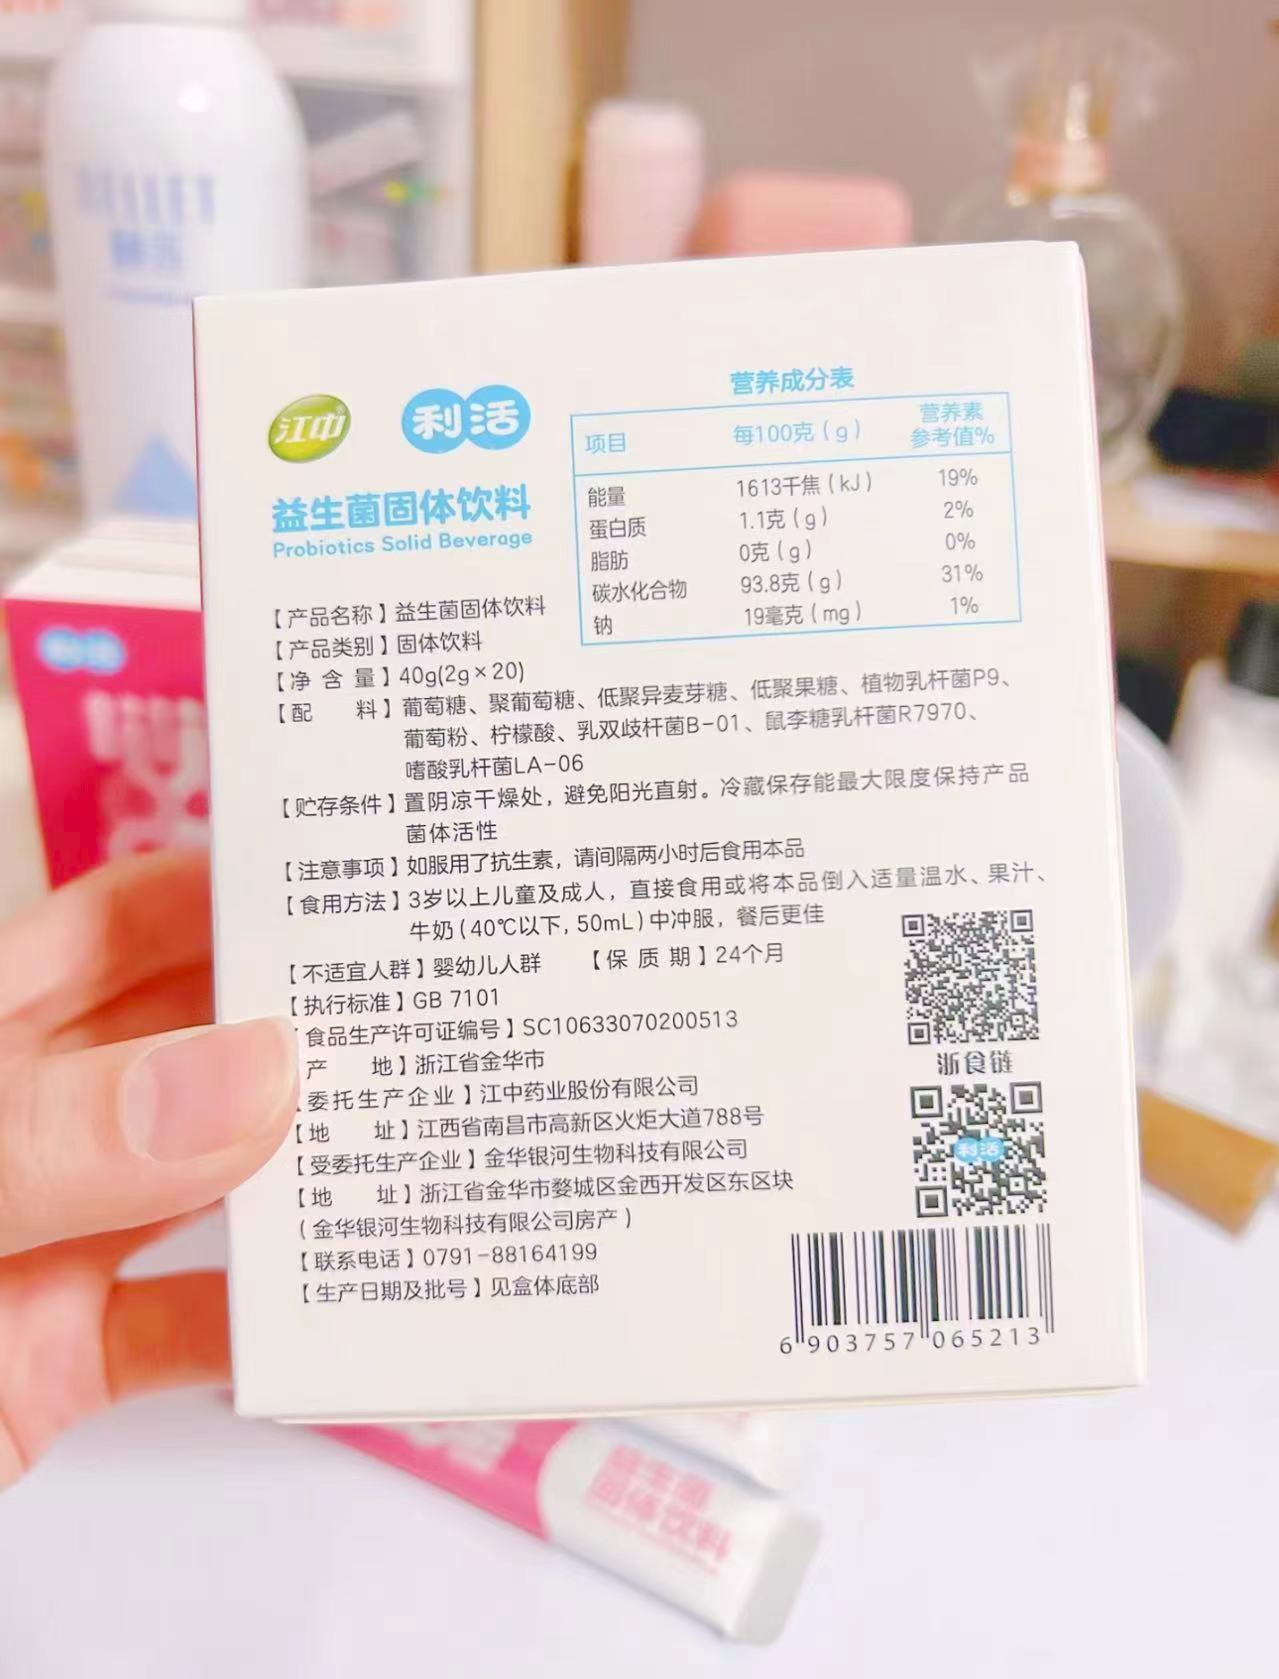 江中®
利活
益生菌固体饮料
Probiotics Solid Beverage
营养成分表
项目 每100克（g） 营养素参考值%
能量 1613千焦（kJ） 19%
蛋白质 1.1克（g） 2%
脂肪 0克（g） 0%
碳水化合物 93.8克（g） 31%
钠 19毫克（mg） 1%
【产品名称】益生菌固体饮料
【产品类别】固体饮料
【净含量】40g(2g×20)
【配料】葡萄糖、聚葡萄糖、低聚异麦芽糖、低聚果糖、植物乳杆菌P9、
葡萄粉、柠檬酸、乳双歧杆菌B-01、鼠李糖乳杆菌R7970、
嗜酸乳杆菌LA-06
【贮存条件】置阴凉干燥处，避免阳光直射。冷藏保存能最大限度保持产品
菌体活性
【注意事项】如服用了抗生素，请间隔两小时后食用本品
【食用方法】3岁以上儿童及成人，直接食用或将本品倒入适量温水、果汁、
牛奶（40℃以下，50mL）中冲服，餐后更佳
【不适宜人群】婴幼儿人群 【保质期】24个月
【执行标准】GB 7101
食品生产许可证编号】SC10633070200513
产地】浙江省金华市
委托生产企业】江中药业股份有限公司
【地址】江西省南昌市高新区火炬大道788号
【受委托生产企业】金华银河生物科技有限公司
【地址】浙江省金华市婺城区金西开发区东区块
（金华银河生物科技有限公司房产）
【联系电话】0791-88164199
【生产日期及批号】见盒体底部
浙食链
利活
6 903757 065213
利活
益生菌
固体饮料